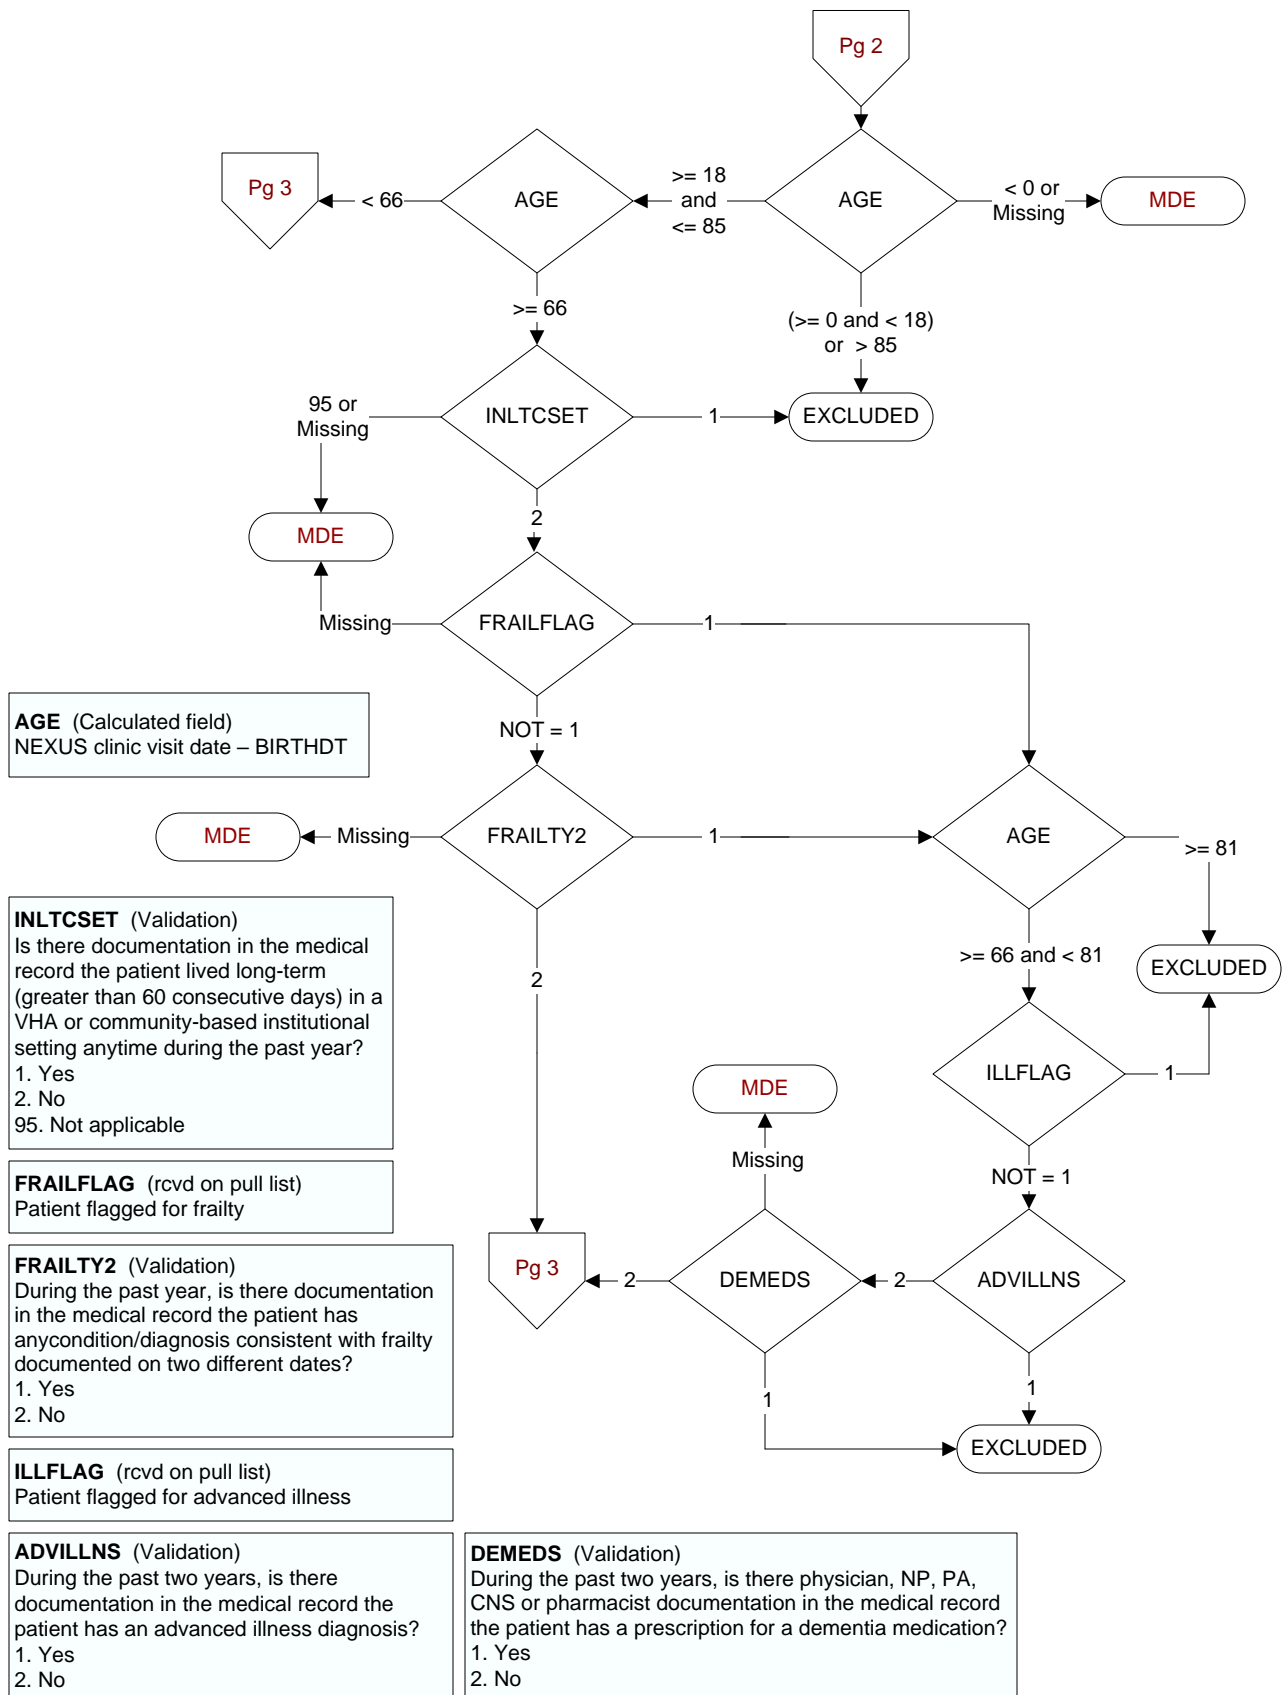 Pg 2
AGE
< 0 or
Missing
MDE
>= 18
and
<= 85
AGE
< 66
Pg 3
(>= 0 and < 18)
or > 85
>= 66
INLTCSET
1
EXCLUDED
95 or
Missing
MDE
2
FRAILFLAG
Missing
1
NOT = 1
AGE (Calculated field)
NEXUS clinic visit date – BIRTHDT
FRAILTY2
Missing
MDE
1
AGE
>= 81
EXCLUDED
>= 66 and < 81
2
ILLFLAG
1
NOT = 1
ADVILLNS
2
DEMEDS
Missing
MDE
2
Pg 3
1
1
EXCLUDED
INLTCSET (Validation)
Is there documentation in the medical
record the patient lived long-term
(greater than 60 consecutive days) in a
VHA or community-based institutional
setting anytime during the past year?
1. Yes
2. No
95. Not applicable
FRAILFLAG (rcvd on pull list)
Patient flagged for frailty
FRAILTY2 (Validation)
During the past year, is there documentation
in the medical record the patient has
anycondition/diagnosis consistent with frailty
documented on two different dates?
1. Yes
2. No
ILLFLAG (rcvd on pull list)
Patient flagged for advanced illness
ADVILLNS (Validation)
During the past two years, is there
documentation in the medical record the
patient has an advanced illness diagnosis?
1. Yes
2. No
DEMEDS (Validation)
During the past two years, is there physician, NP, PA,
CNS or pharmacist documentation in the medical record
the patient has a prescription for a dementia medication?
1. Yes
2. No